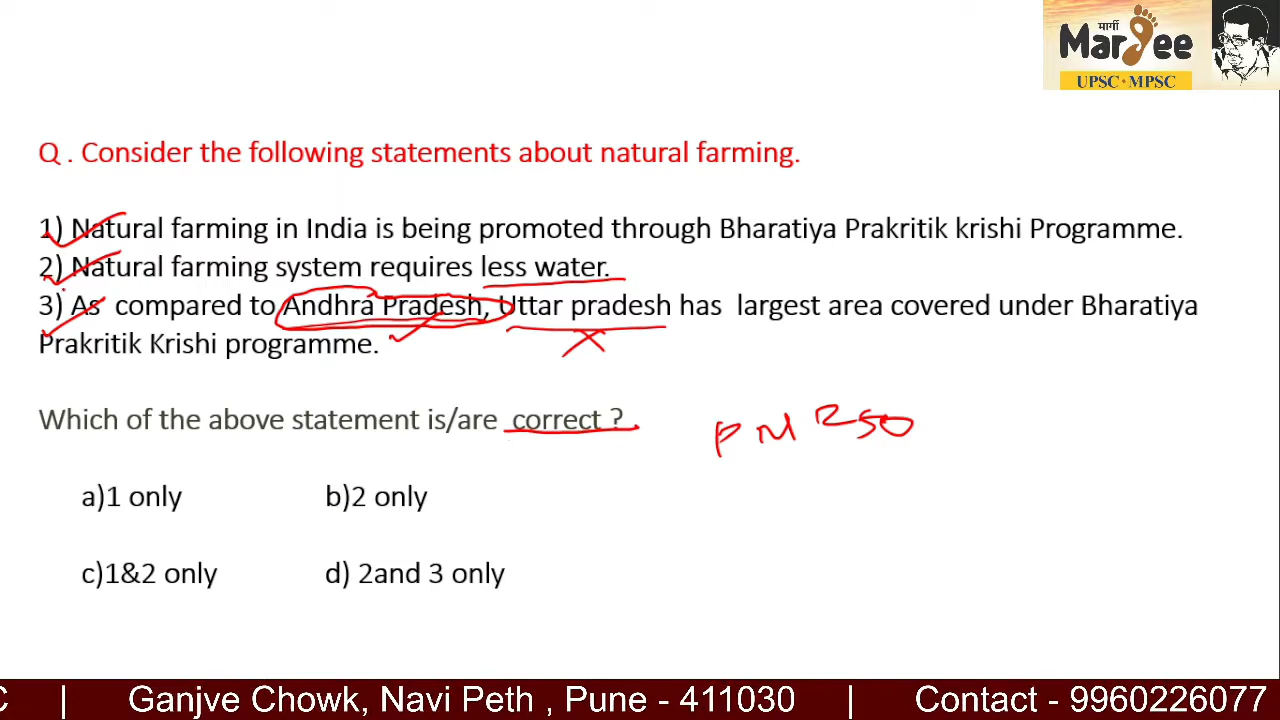 मार्गी
Margee
UPSC • MPSC
Q . Consider the following statements about natural farming.
1) Natural farming in India is being promoted through Bharatiya Prakritik krishi Programme.
2) Natural farming system requires less water.
3) As compared to Andhra Pradesh, Uttar pradesh has largest area covered under Bharatiya
Prakritik Krishi programme.
Which of the above statement is/are correct ?
a)1 only b)2 only
c)1&2 only d) 2and 3 only
C | Ganjve Chowk, Navi Peth , Pune - 411030 | Contact - 9960226077